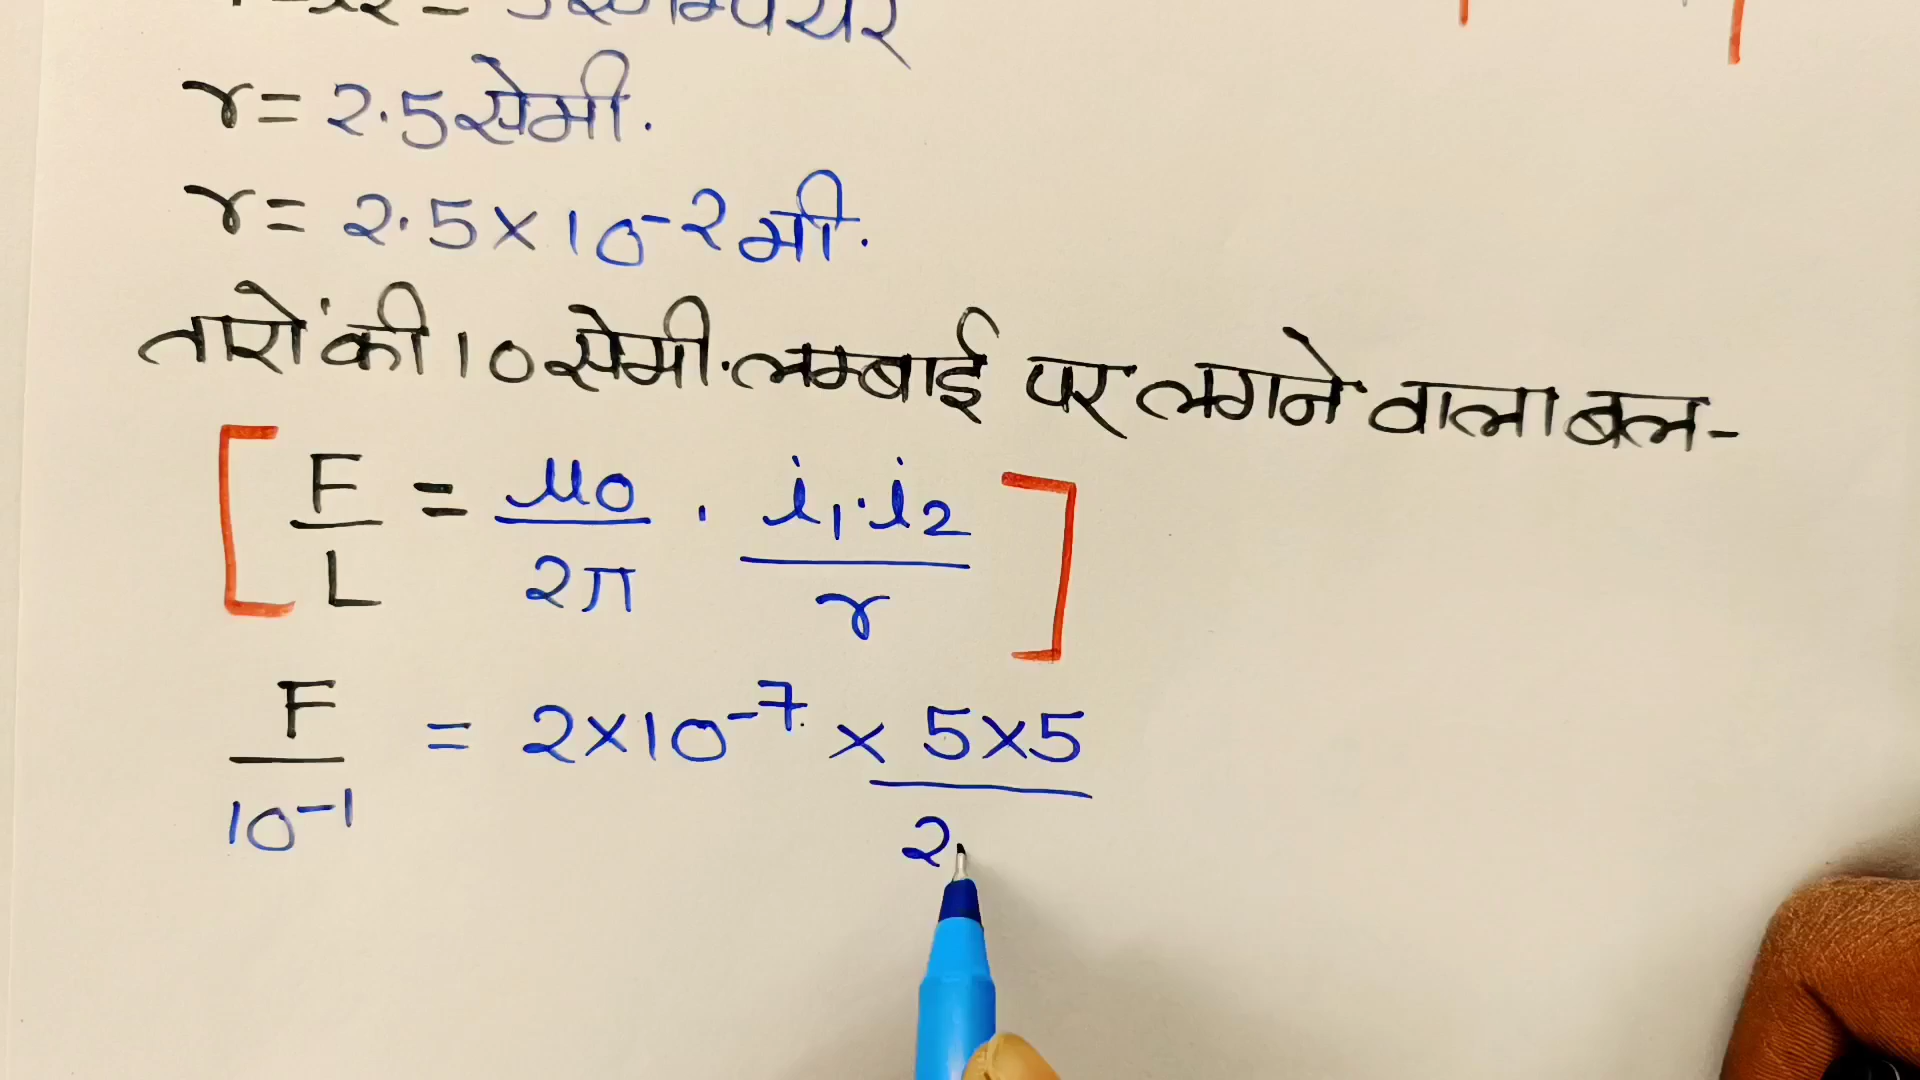 r = 2.5 सेमी.
r = 2.5 × 10⁻² मी.
तारों की 10 सेमी. लम्बाई पर लगने वाला बल-
[F/L = μ0/2π . i₁.i₂/r]
F/10⁻¹ = 2×10⁻⁷ × 5×5/2.